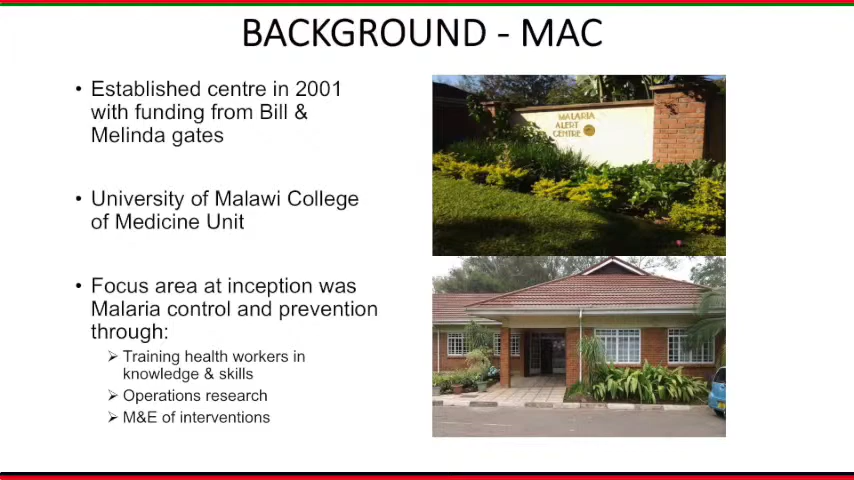 BACKGROUND - MAC
• Established centre in 2001
with funding from Bill &
Melinda gates
• University of Malawi College
of Medicine Unit
• Focus area at inception was
Malaria control and prevention
through:
➢ Training health workers in
knowledge & skills
➢ Operations research
➢ M&E of interventions
MALARIA
ALERT
CENTRE